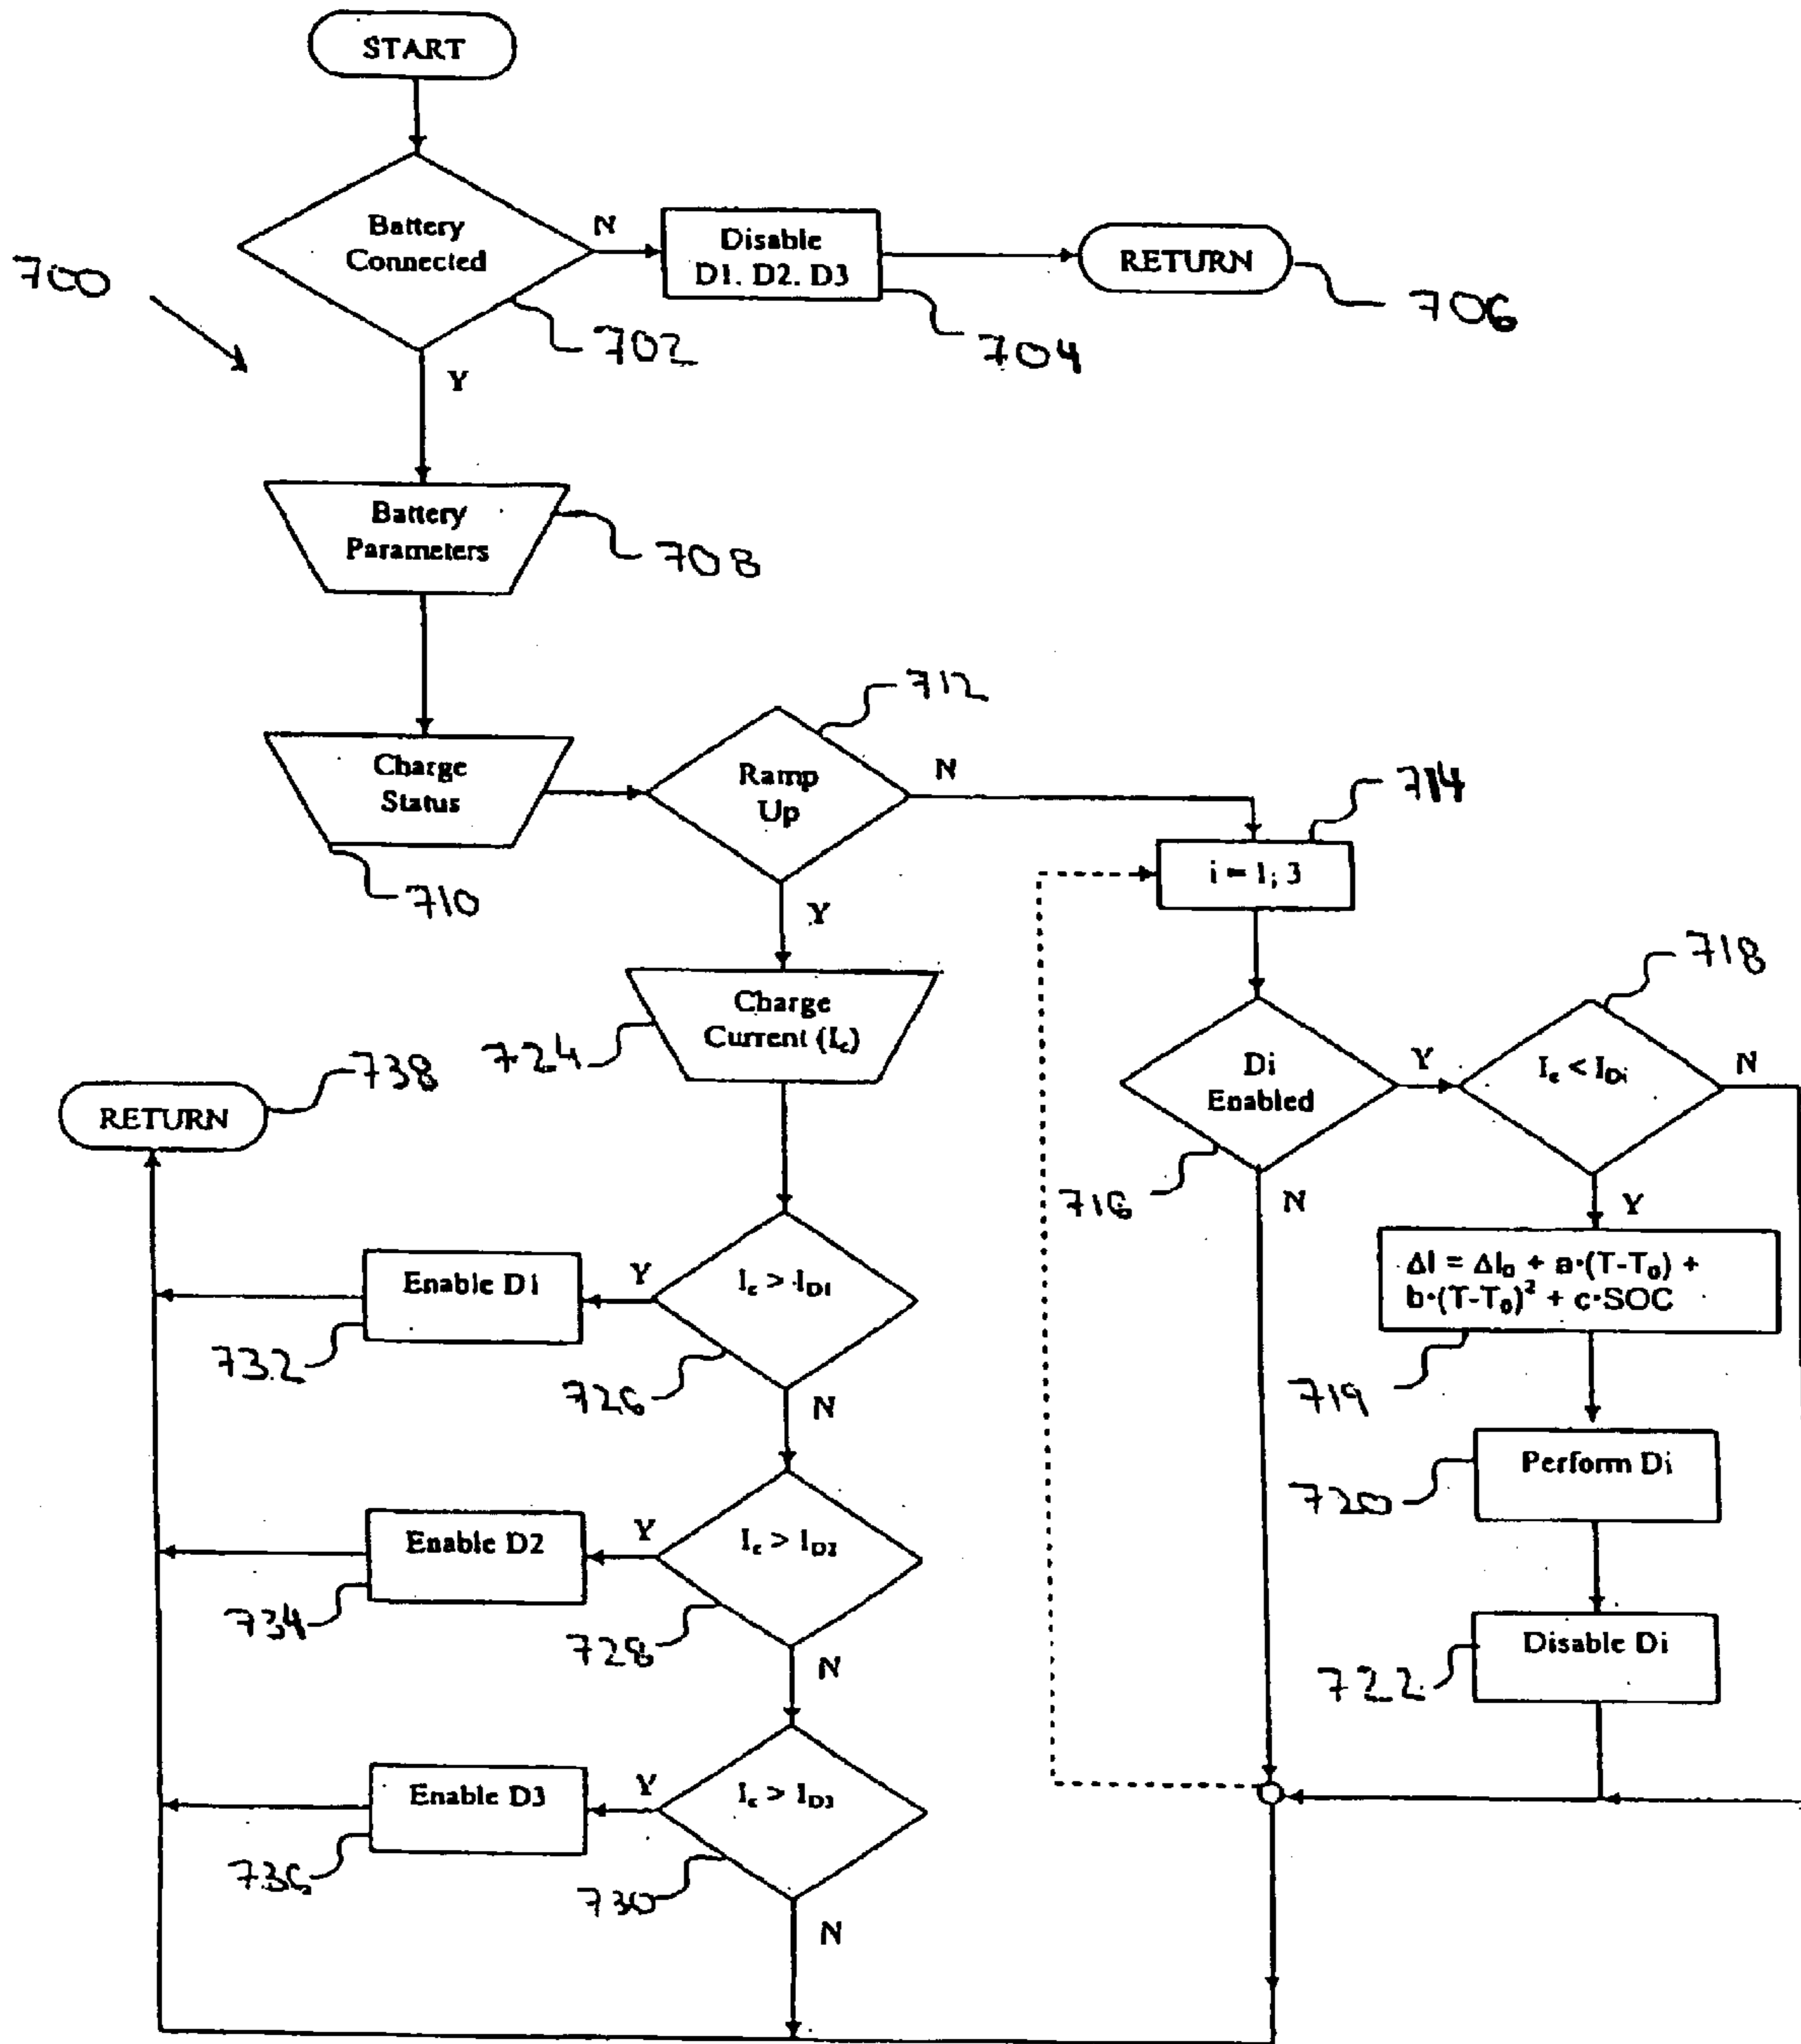 START
Battery
Connected
N
Disable
D1. D2. D3
RETURN
700
702
704
706
Y
Battery
Parameters
708
712
Charge
Status
Ramp
Up
N
714
710
i = 1; 3
Y
718
Charge
Current (Ic)
724
738
RETURN
Di
Enabled
Y
Ic < IDi
N
716
N
Y
Enable D1
Y
Ic > ID1
ΔI = ΔI0 + a·(T-T0) +
b·(T-T0)² + c·SOC
732
726
N
719
Perform Di
720
Enable D2
Y
Ic > ID2
734
728
N
Disable Di
722
Enable D3
Y
Ic > ID3
736
730
N